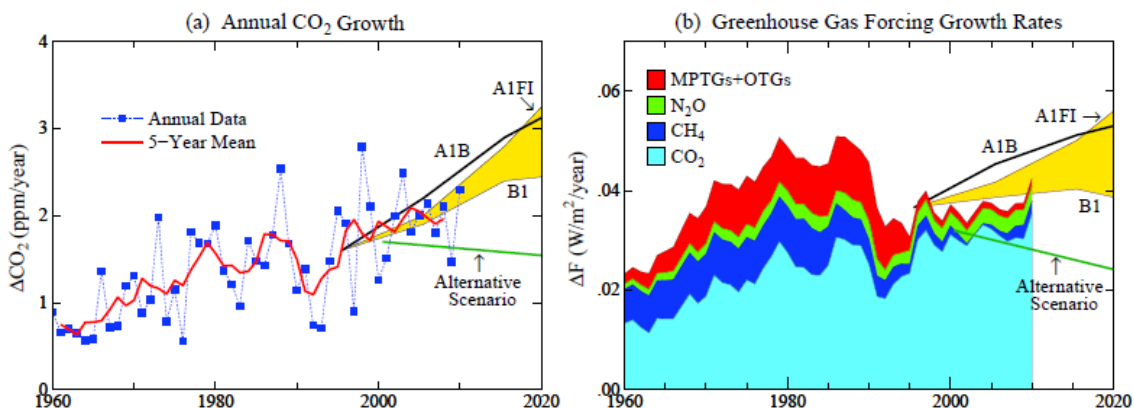 (a) Annual CO₂ Growth
ΔCO₂ (ppm/year)
4
3
2
1
0
1960
1980
2000
2020
Annual Data
5−Year Mean
A1FI
A1B
B1
Alternative
Scenario
(b) Greenhouse Gas Forcing Growth Rates
ΔF (W/m²/year)
.06
.04
.02
.00
1960
1980
2000
2020
MPTGs+OTGs
N₂O
CH₄
CO₂
A1FI
A1B
B1
Alternative
Scenario